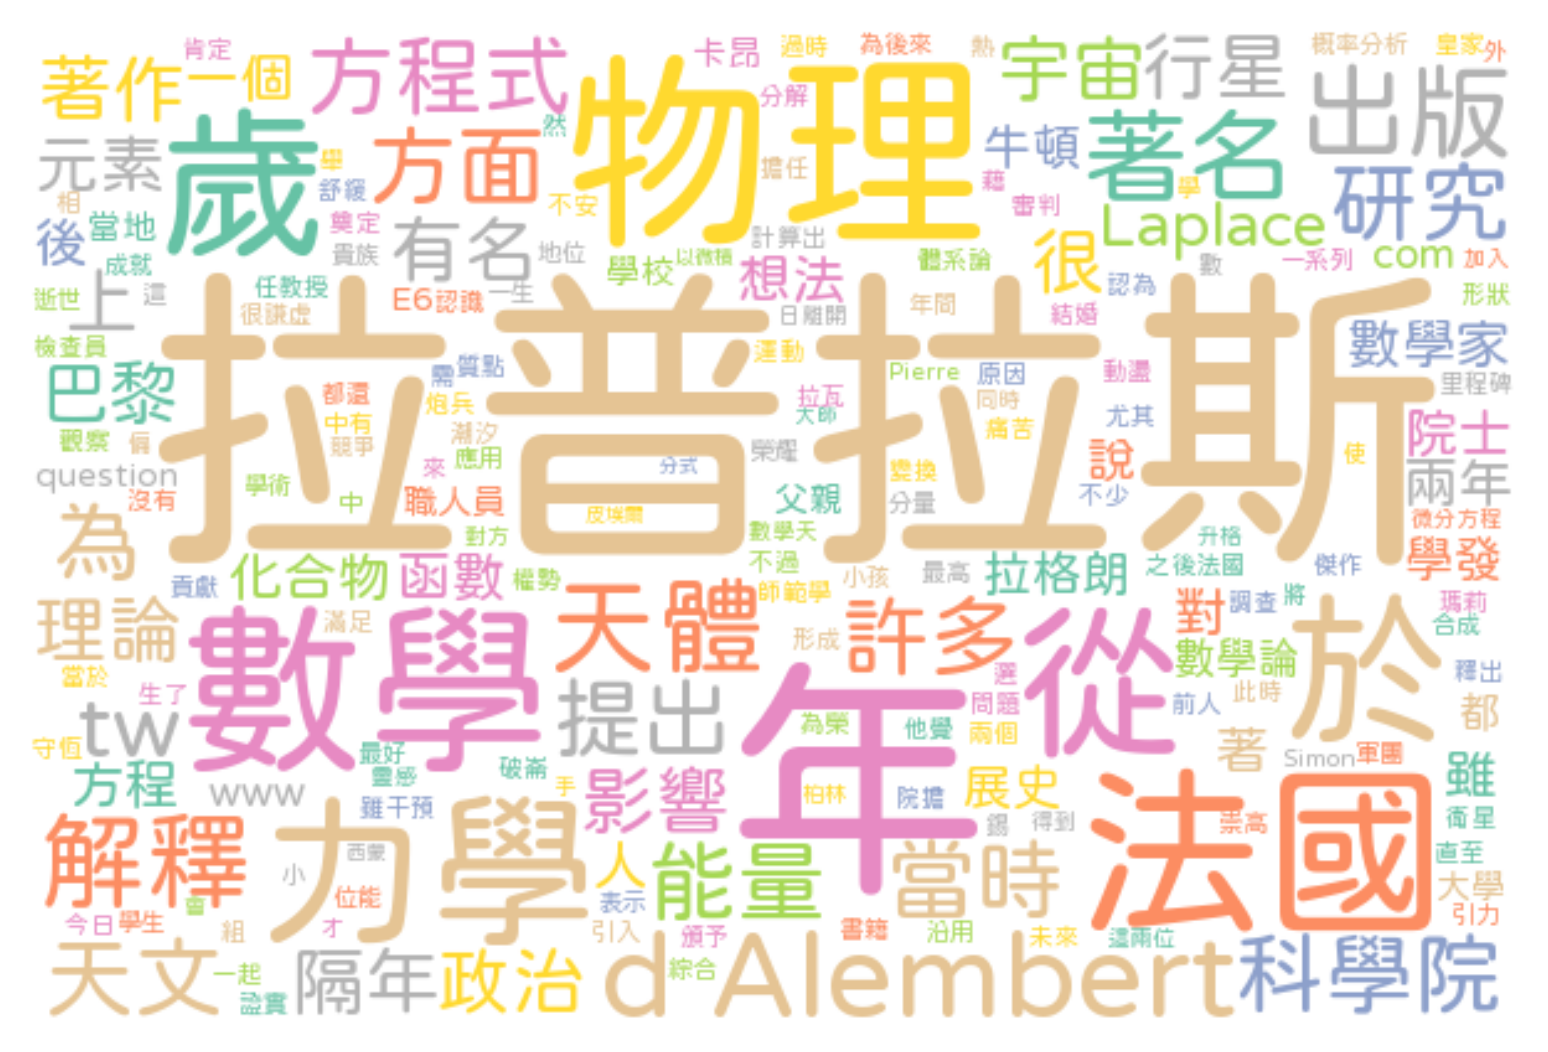 肯定
方程式
卡昂
過時
為後來
熱
宇宙
行星
概率分析
皇家
外
著作
一個
物理
分解
出版
元素
歲
舉
方面
然
擔任
牛頓
著名
研究
相
舒緩
不安
藉
學
後
當地
奠定
貴族
有名
地位
計算出
審判
Laplace
成就
任教授
學校
以微積
想法
體系論
很
認為
數
一系列
com
加入
逝世
上
這
很謙虛
E6認識
一生
日離開
年間
結婚
形狀
檢查員
拉普拉斯
數學家
巴黎
需
質點
運動
Pierre
原因
動盪
里程碑
都還
炮兵
拉瓦
大師
同時
尤其
觀察
倆
中有
競爭
潮汐
榮耀
痛苦
說
使
院士
question
學術
來
應用
分式
變換
兩年
沒有
中
職人員
皮埃爾
父親
分量
不少
微分方程
為
對方
數學天
升格
化合物
函數
權勢
不過
最高
拉格朗
之後法國
傑作
學發
貢獻
師範學
小孩
理論
數學
滿足
天體
形成
許多
從
對
調查
將
於
瑪莉
合成
當於
生了
提出
年
選
問題
數學論
此時
釋出
tw
為榮
他覺
兩個
前人
都
守恆
最好
著
Simon
軍團
方程
www
靈感
破崙
手
影響
柏林
院擔
展史
法國
雖
雖干預
錫
得到
崇高
衛星
解釋
力學
西蒙
人
能量
當時
直至
小
位能
表示
大學
今日
學生
會
組
才
引入
頒予
書籍
沿用
未來
這兩位
引力
天文
一起
證實
隔年
政治
d
綜合
Alembert
科學院